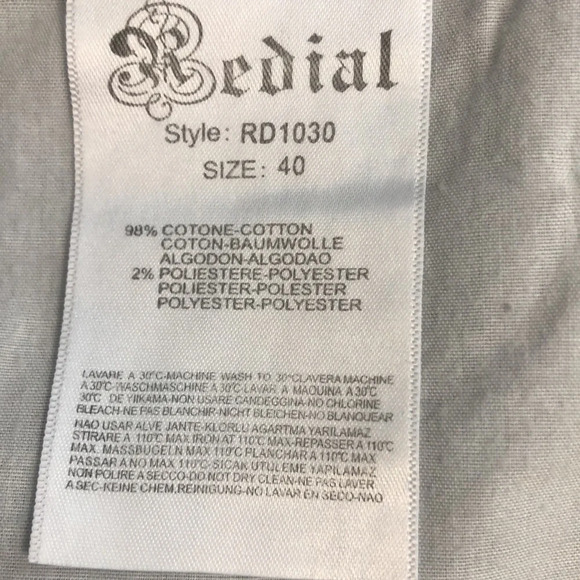 Redial
Style: RD1030
SIZE: 40
98% COTONE-COTTON
COTON-BAUMWOLLE
ALGODON-ALGODAO
2% POLIESTERE-POLYESTER
POLIESTER-POLESTER
POLYESTER-POLYESTER
LAVARE A 30°C-MACHINE WASH TO 30°CLAVERA MACHINE
A 30°C-WASCHMASCHINE A 30°C-LAVAR A MAQUINA A 30°C
30°C DE YIIKAMA-NON USARE CANDEGGINA-NO CHLORINE
BLEACH-NE PAS BLANCHIR-NICHT BLEICHEN-NO BLANQUEAR
NAO USAR ALVE JANTE-KLORLU AGARTMA YARILAMAZ
STIRARE A 110°C MAX.IRON AT 110°C MAX-REPASSER A 110°C
MAX. MASSBUGELN MAX 110°C PLANCHAR A 110°C MAX
PASSAR A NO MAX 110°C-SICAK UTULEME YAPILAMAZ
NON POLIRE A SECCO-DO NOT DRY CLEAN-NE PAS LAVER
A SEC-KEINE CHEM.REINIGUNG-NO LAVAR EN SECO-NAO